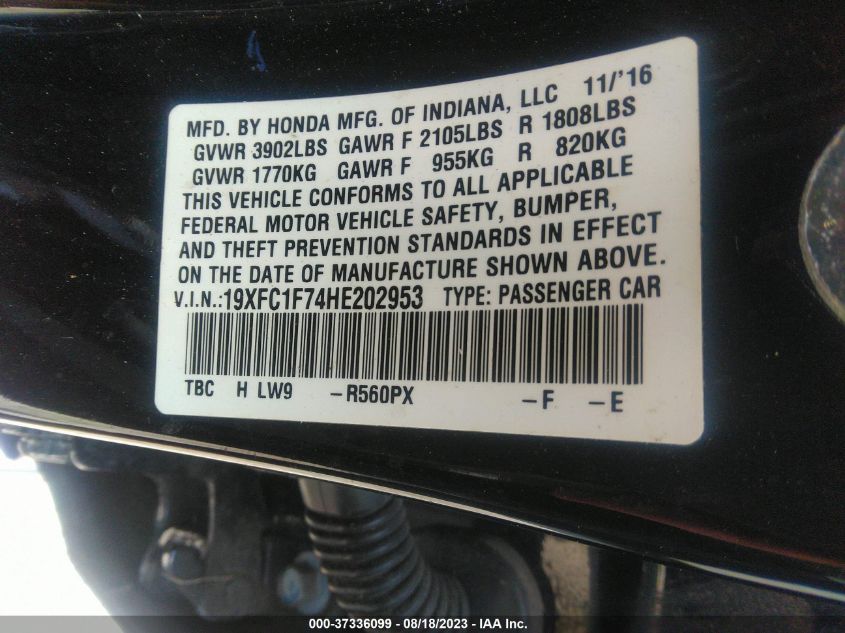 MFD. BY HONDA MFG. OF INDIANA, LLC 11/'16
GVWR 3902LBS GAWR F 2105LBS R 1808LBS
GVWR 1770KG GAWR F 955KG R 820KG
THIS VEHICLE CONFORMS TO ALL APPLICABLE
FEDERAL MOTOR VEHICLE SAFETY, BUMPER,
AND THEFT PREVENTION STANDARDS IN EFFECT
ON THE DATE OF MANUFACTURE SHOWN ABOVE.
V.I.N.:19XFC1F74HE202953 TYPE: PASSENGER CAR
TBC H LW9 -R560PX -F -E
000-37336099 - 08/18/2023 - IAA Inc.